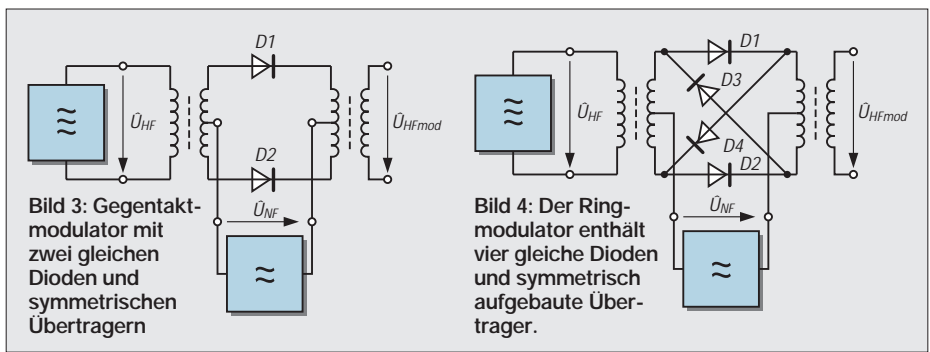 D1
Û_HF
Û_HFmod
D2
Û_NF
≈
Bild 3: Gegentakt-
modulator mit
zwei gleichen
Dioden und
symmetrischen
Übertragern
D1
D3
Û_HF
Û_HFmod
D4
D2
Û_NF
≈
Bild 4: Der Ring-
modulator enthält
vier gleiche Dioden
und symmetrisch
aufgebaute Über-
trager.